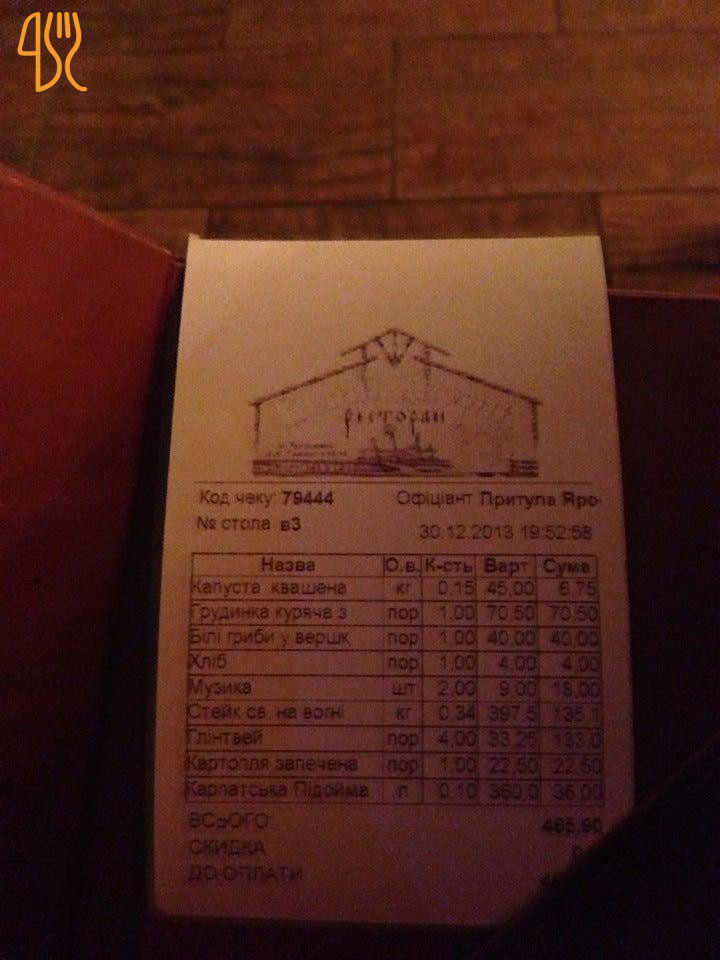 ресторан
Код чеку: 79444 Офіціант Притула Яро
№ стола в3 30.12.2013 19:52:58
Назва О.в. К-сть Варт Сума
Капуста квашена кг 0,15 45,00 6,75
Грудинка куряча з пор 1,00 70,50 70,50
Білі гриби у вершк пор 1,00 40,00 40,00
Хліб пор 1,00 4,00 4,00
Музика шт 2,00 9,00 18,00
Стейк св. на вогні кг 0,34 397,5 135,1
Глінтвей пор 4,00 33,25 133,0
Картопля запечена пор 1,00 22,50 22,50
Карпатська Підойма л 0,10 360,0 36,00
ВСЬОГО 465,90
СКИДКА
ДО ОПЛАТИ